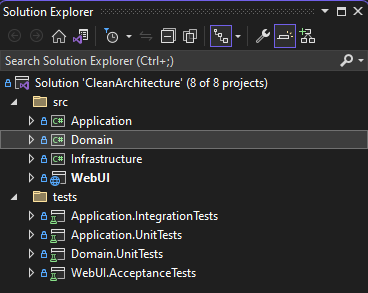 Solution Explorer
Search Solution Explorer (Ctrl+;)
Solution 'CleanArchitecture' (8 of 8 projects)
src
C# Application
C# Domain
C# Infrastructure
WebUI
tests
Application.IntegrationTests
Application.UnitTests
Domain.UnitTests
WebUI.AcceptanceTests